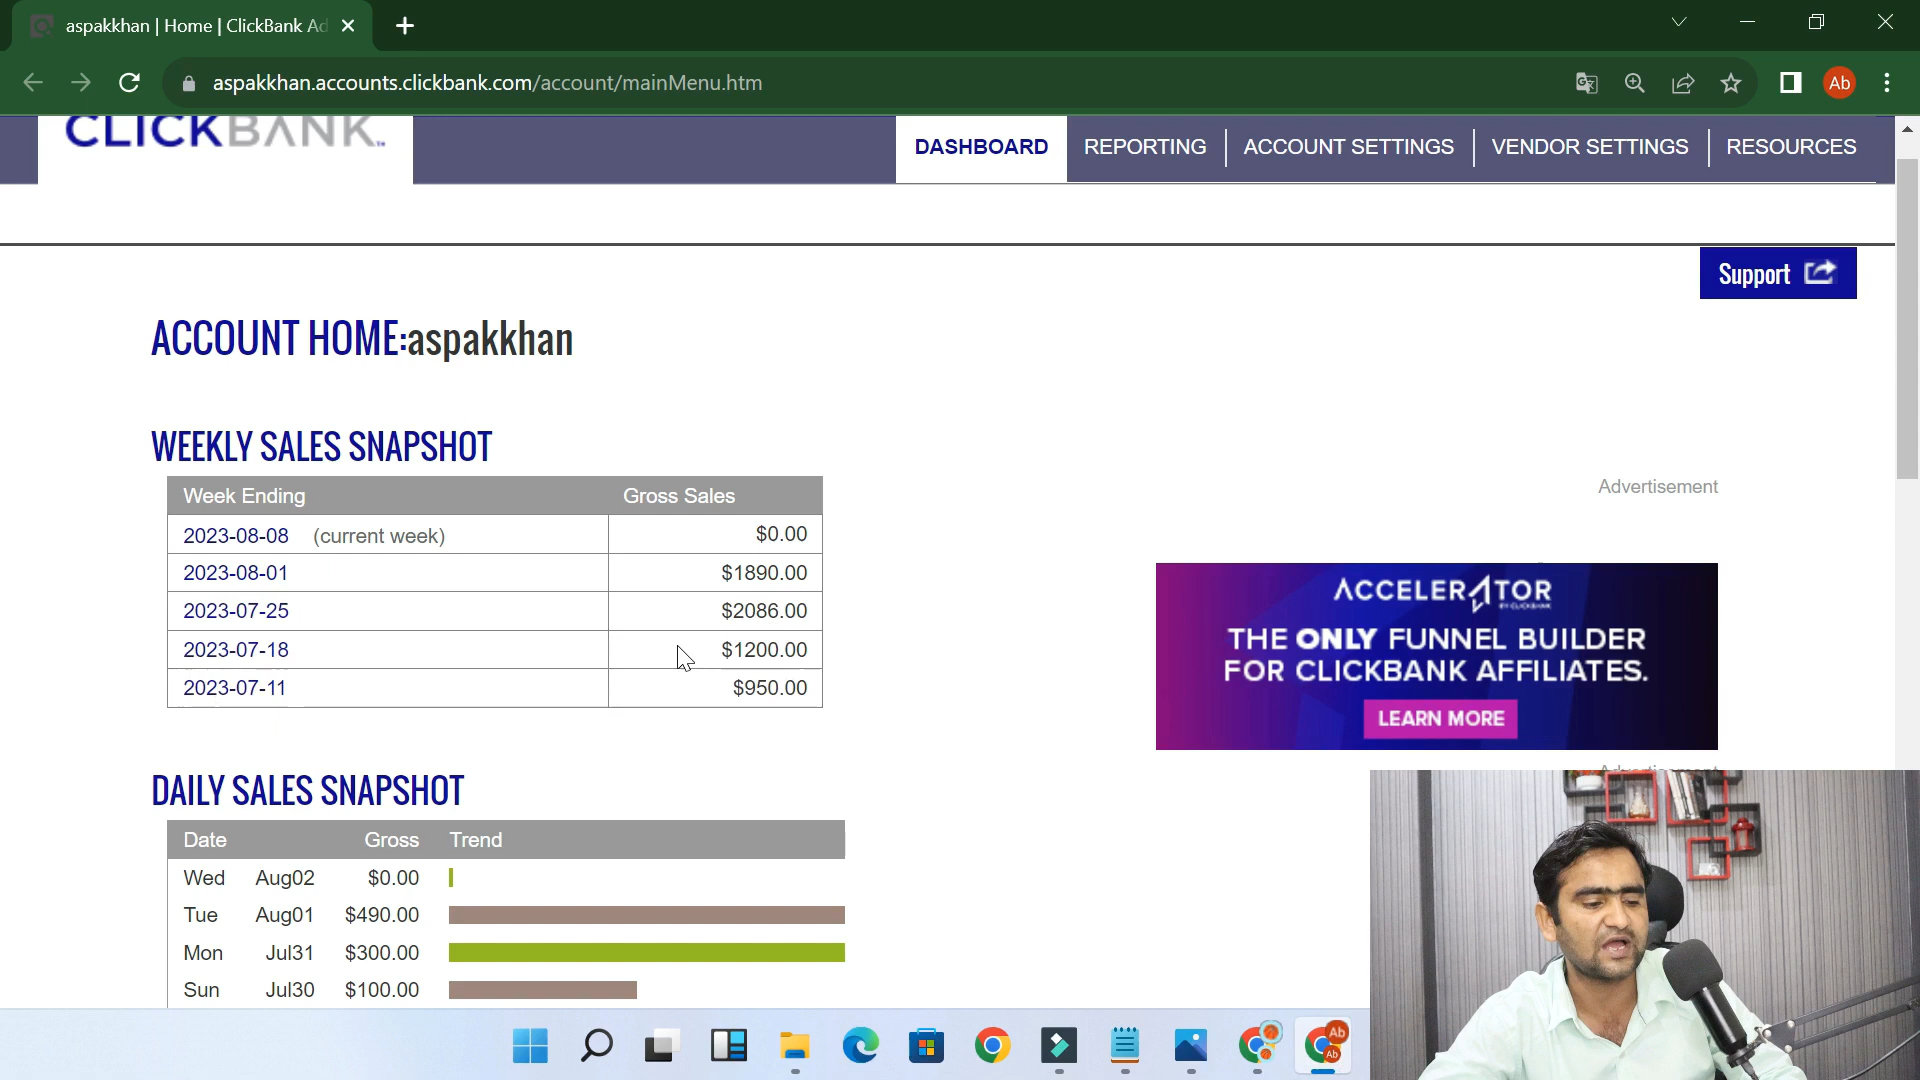 aspakkhan | Home | ClickBank Ad
aspakkhan.accounts.clickbank.com/account/mainMenu.htm
Ab
CLICKBANK
DASHBOARD
REPORTING
ACCOUNT SETTINGS
VENDOR SETTINGS
RESOURCES
Support
ACCOUNT HOME:aspakkhan
WEEKLY SALES SNAPSHOT
Week Ending Gross Sales
2023-08-08 (current week) $0.00
2023-08-01 $1890.00
2023-07-25 $2086.00
2023-07-18 $1200.00
2023-07-11 $950.00
Advertisement
ACCELERATOR
BY CLICKBANK
THE ONLY FUNNEL BUILDER
FOR CLICKBANK AFFILIATES.
LEARN MORE
DAILY SALES SNAPSHOT
Date Gross Trend
Wed Aug02 $0.00
Tue Aug01 $490.00
Mon Jul31 $300.00
Sun Jul30 $100.00
Ab
Ab